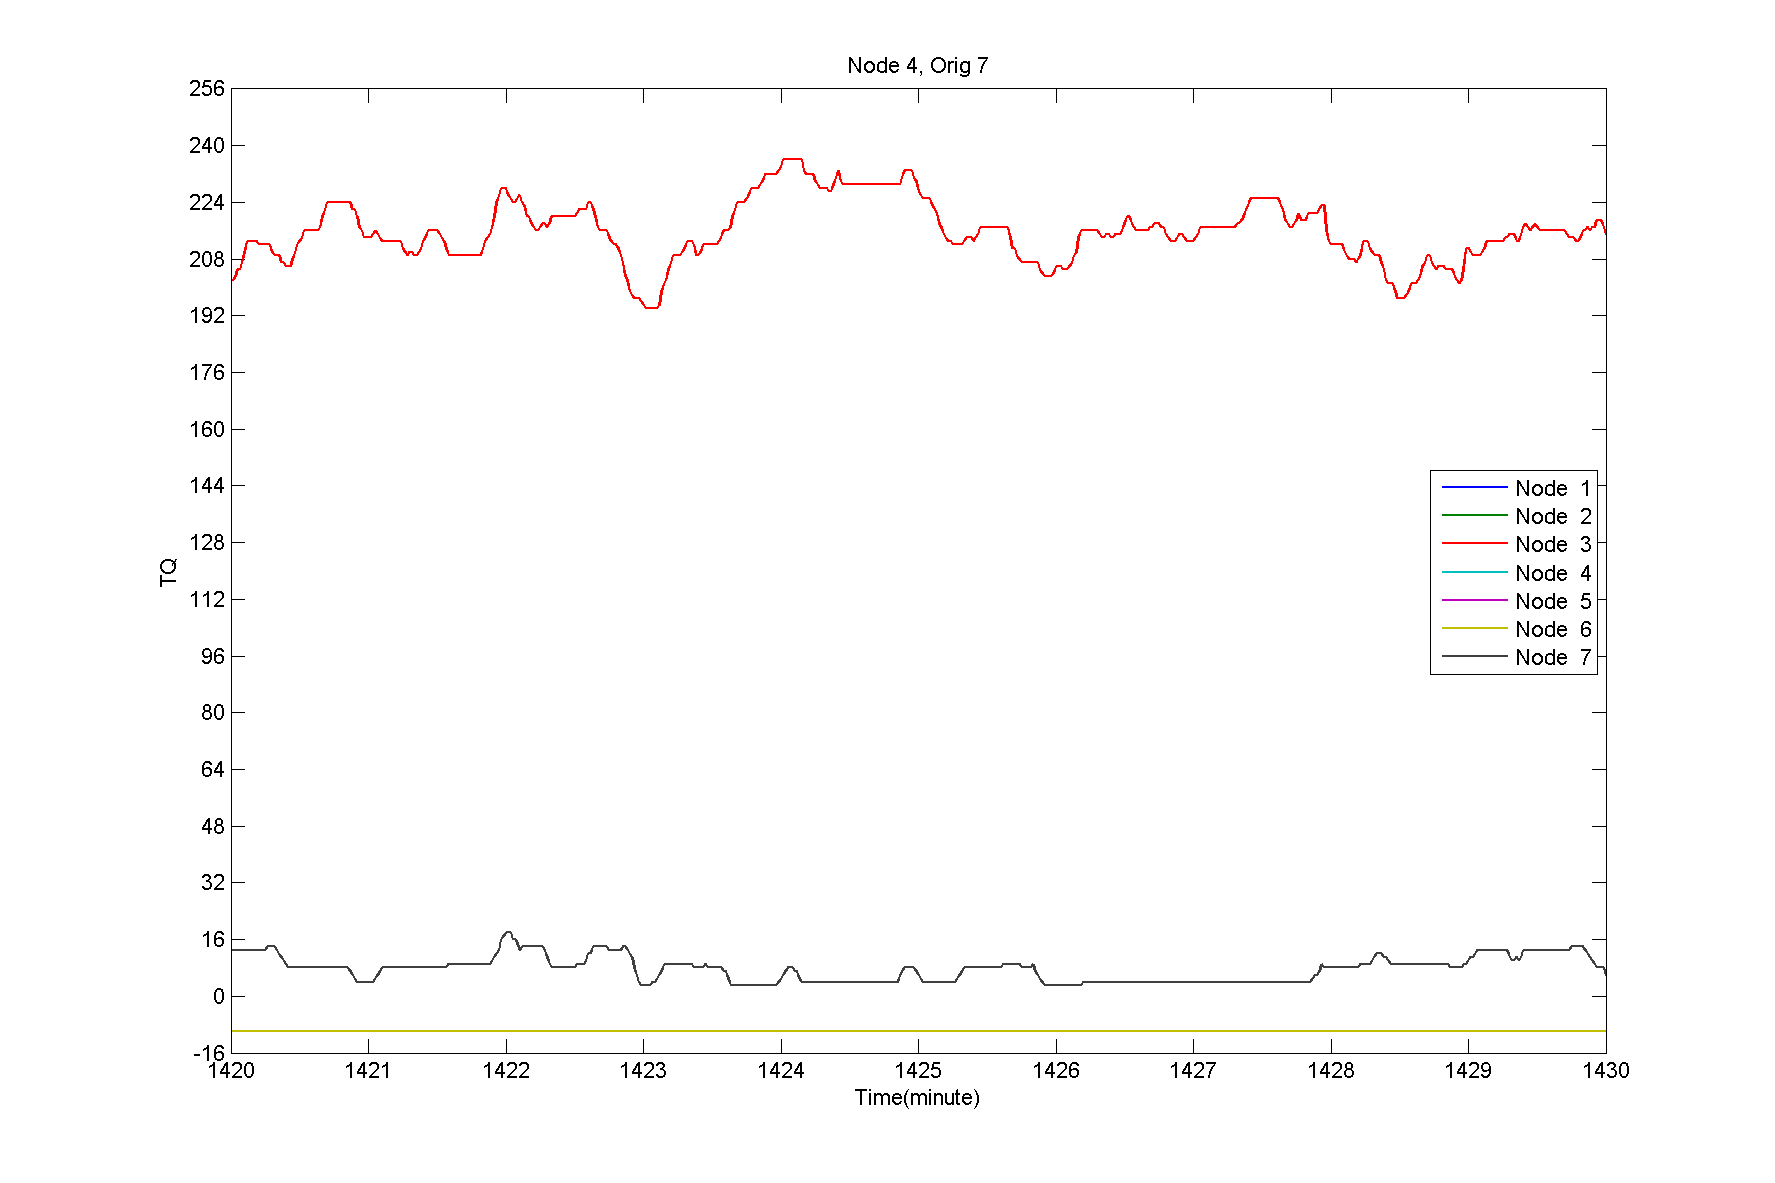 Node 4, Orig 7
256
240
224
208
192
176
160
144
128
112
96
80
64
48
32
16
0
-16
TQ
Node 1
Node 2
Node 3
Node 4
Node 5
Node 6
Node 7
1420 1421 1422 1423 1424 1425 1426 1427 1428 1429 1430
Time(minute)